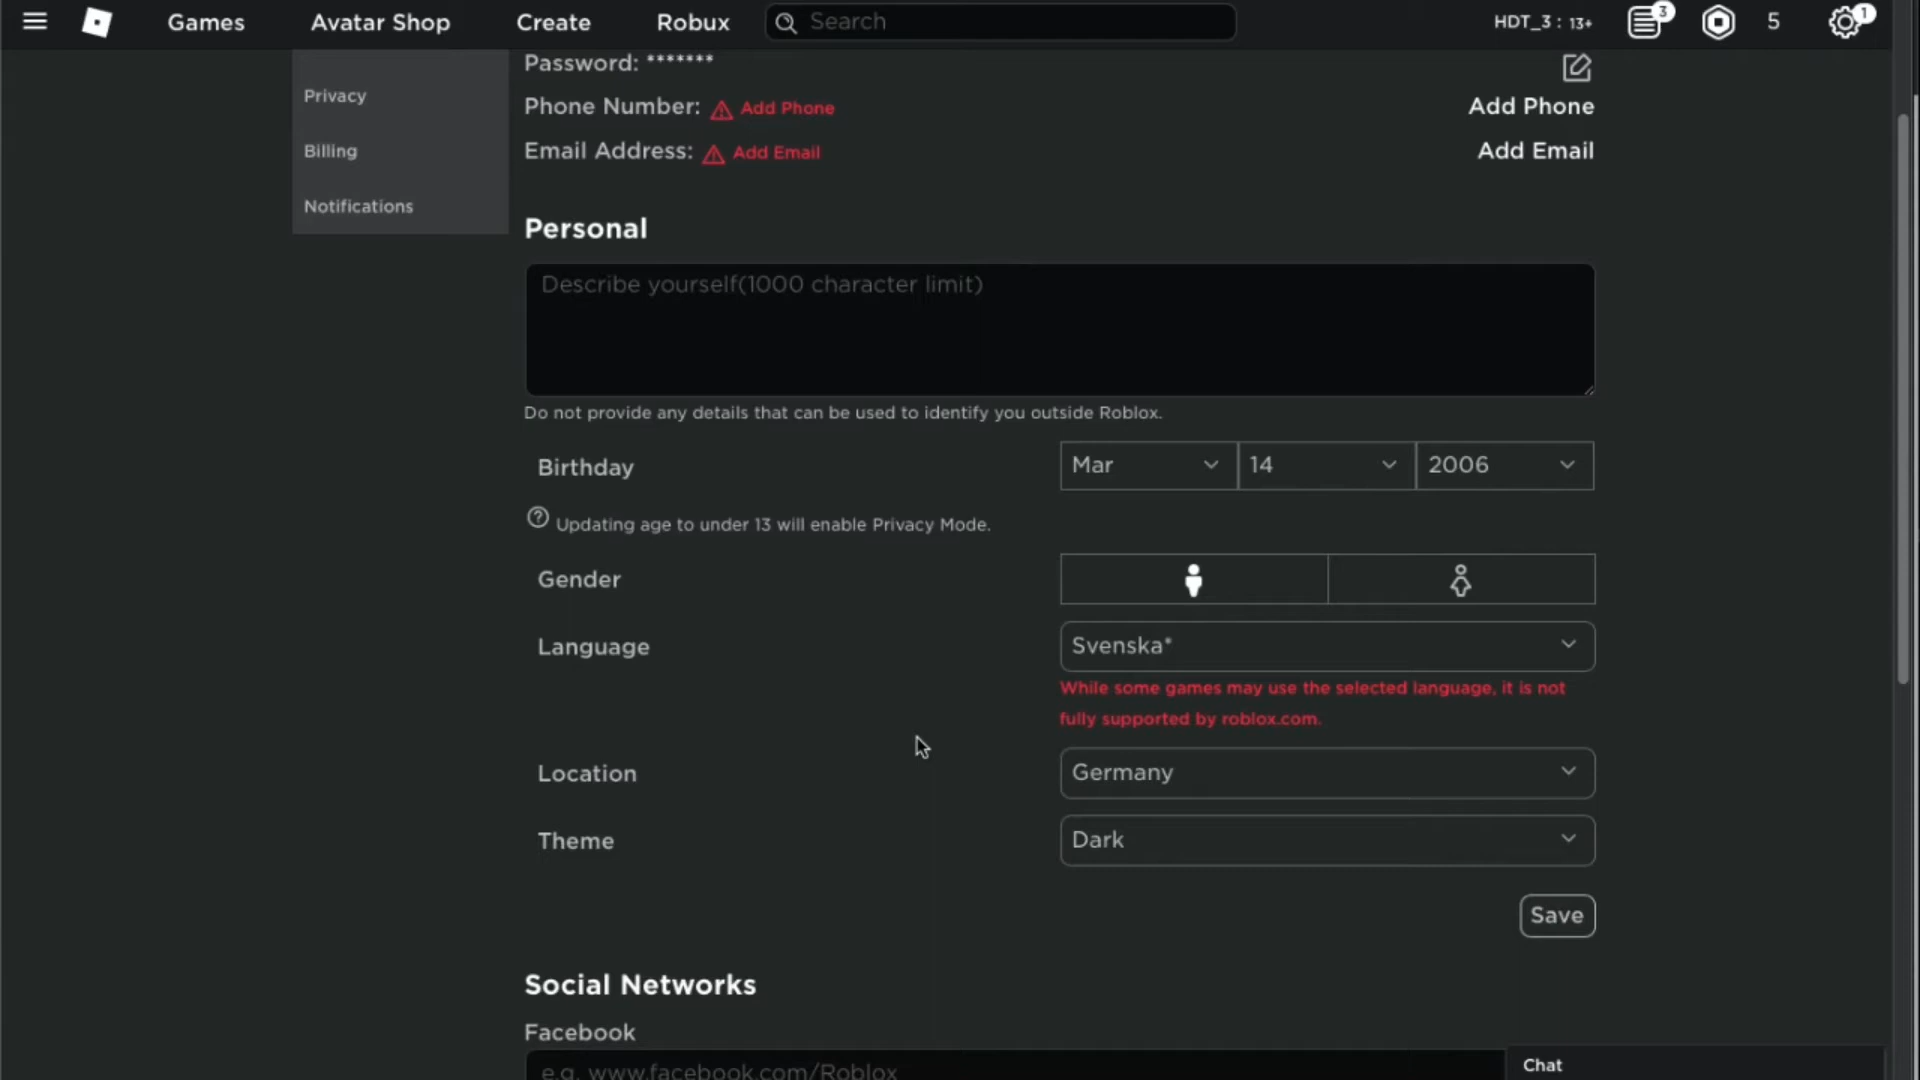 Games Avatar Shop Create Robux Search HDT_3 : 13+ 3 5 1
Password: *******
Privacy
Phone Number: Add Phone Add Phone
Billing
Email Address: Add Email Add Email
Notifications
Personal
Describe yourself(1000 character limit)
Do not provide any details that can be used to identify you outside Roblox.
Birthday Mar 14 2006
Updating age to under 13 will enable Privacy Mode.
Gender
Language Svenska*
While some games may use the selected language, it is not
fully supported by roblox.com.
Location Germany
Theme Dark
Save
Social Networks
Facebook
e.g. www.facebook.com/Roblox
Chat